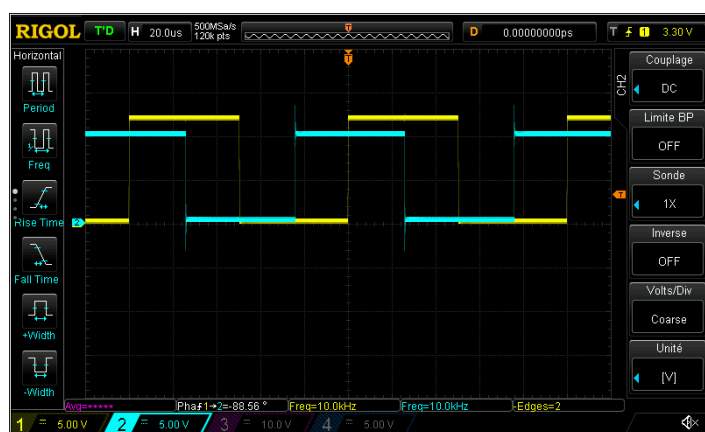 RIGOL T'D H 20.0us 500MSa/s 120k pts D 0.00000000ps T 1 3.30 V
Horizontal
Period
Freq
Rise Time
Fall Time
+Width
-Width
T
2
T
CH2
Couplage
DC
Limite BP
OFF
Sonde
1X
Inverse
OFF
Volts/Div
Coarse
Unité
[V]
Avg=***** Pha1→2=-88.56 ° Freq=10.0kHz Freq=10.0kHz -Edges=2
1 = 5.00 V 2 = 5.00 V 3 = 10.0 V 4 = 5.00 V